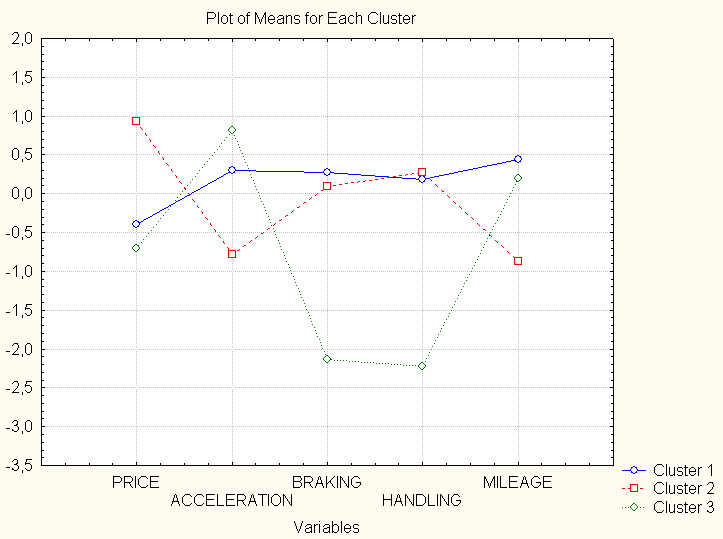 Plot of Means for Each Cluster
2,0
1,5
1,0
0,5
0,0
-0,5
-1,0
-1,5
-2,0
-2,5
-3,0
-3,5
PRICE
ACCELERATION
BRAKING
HANDLING
MILEAGE
Variables
Cluster 1
Cluster 2
Cluster 3